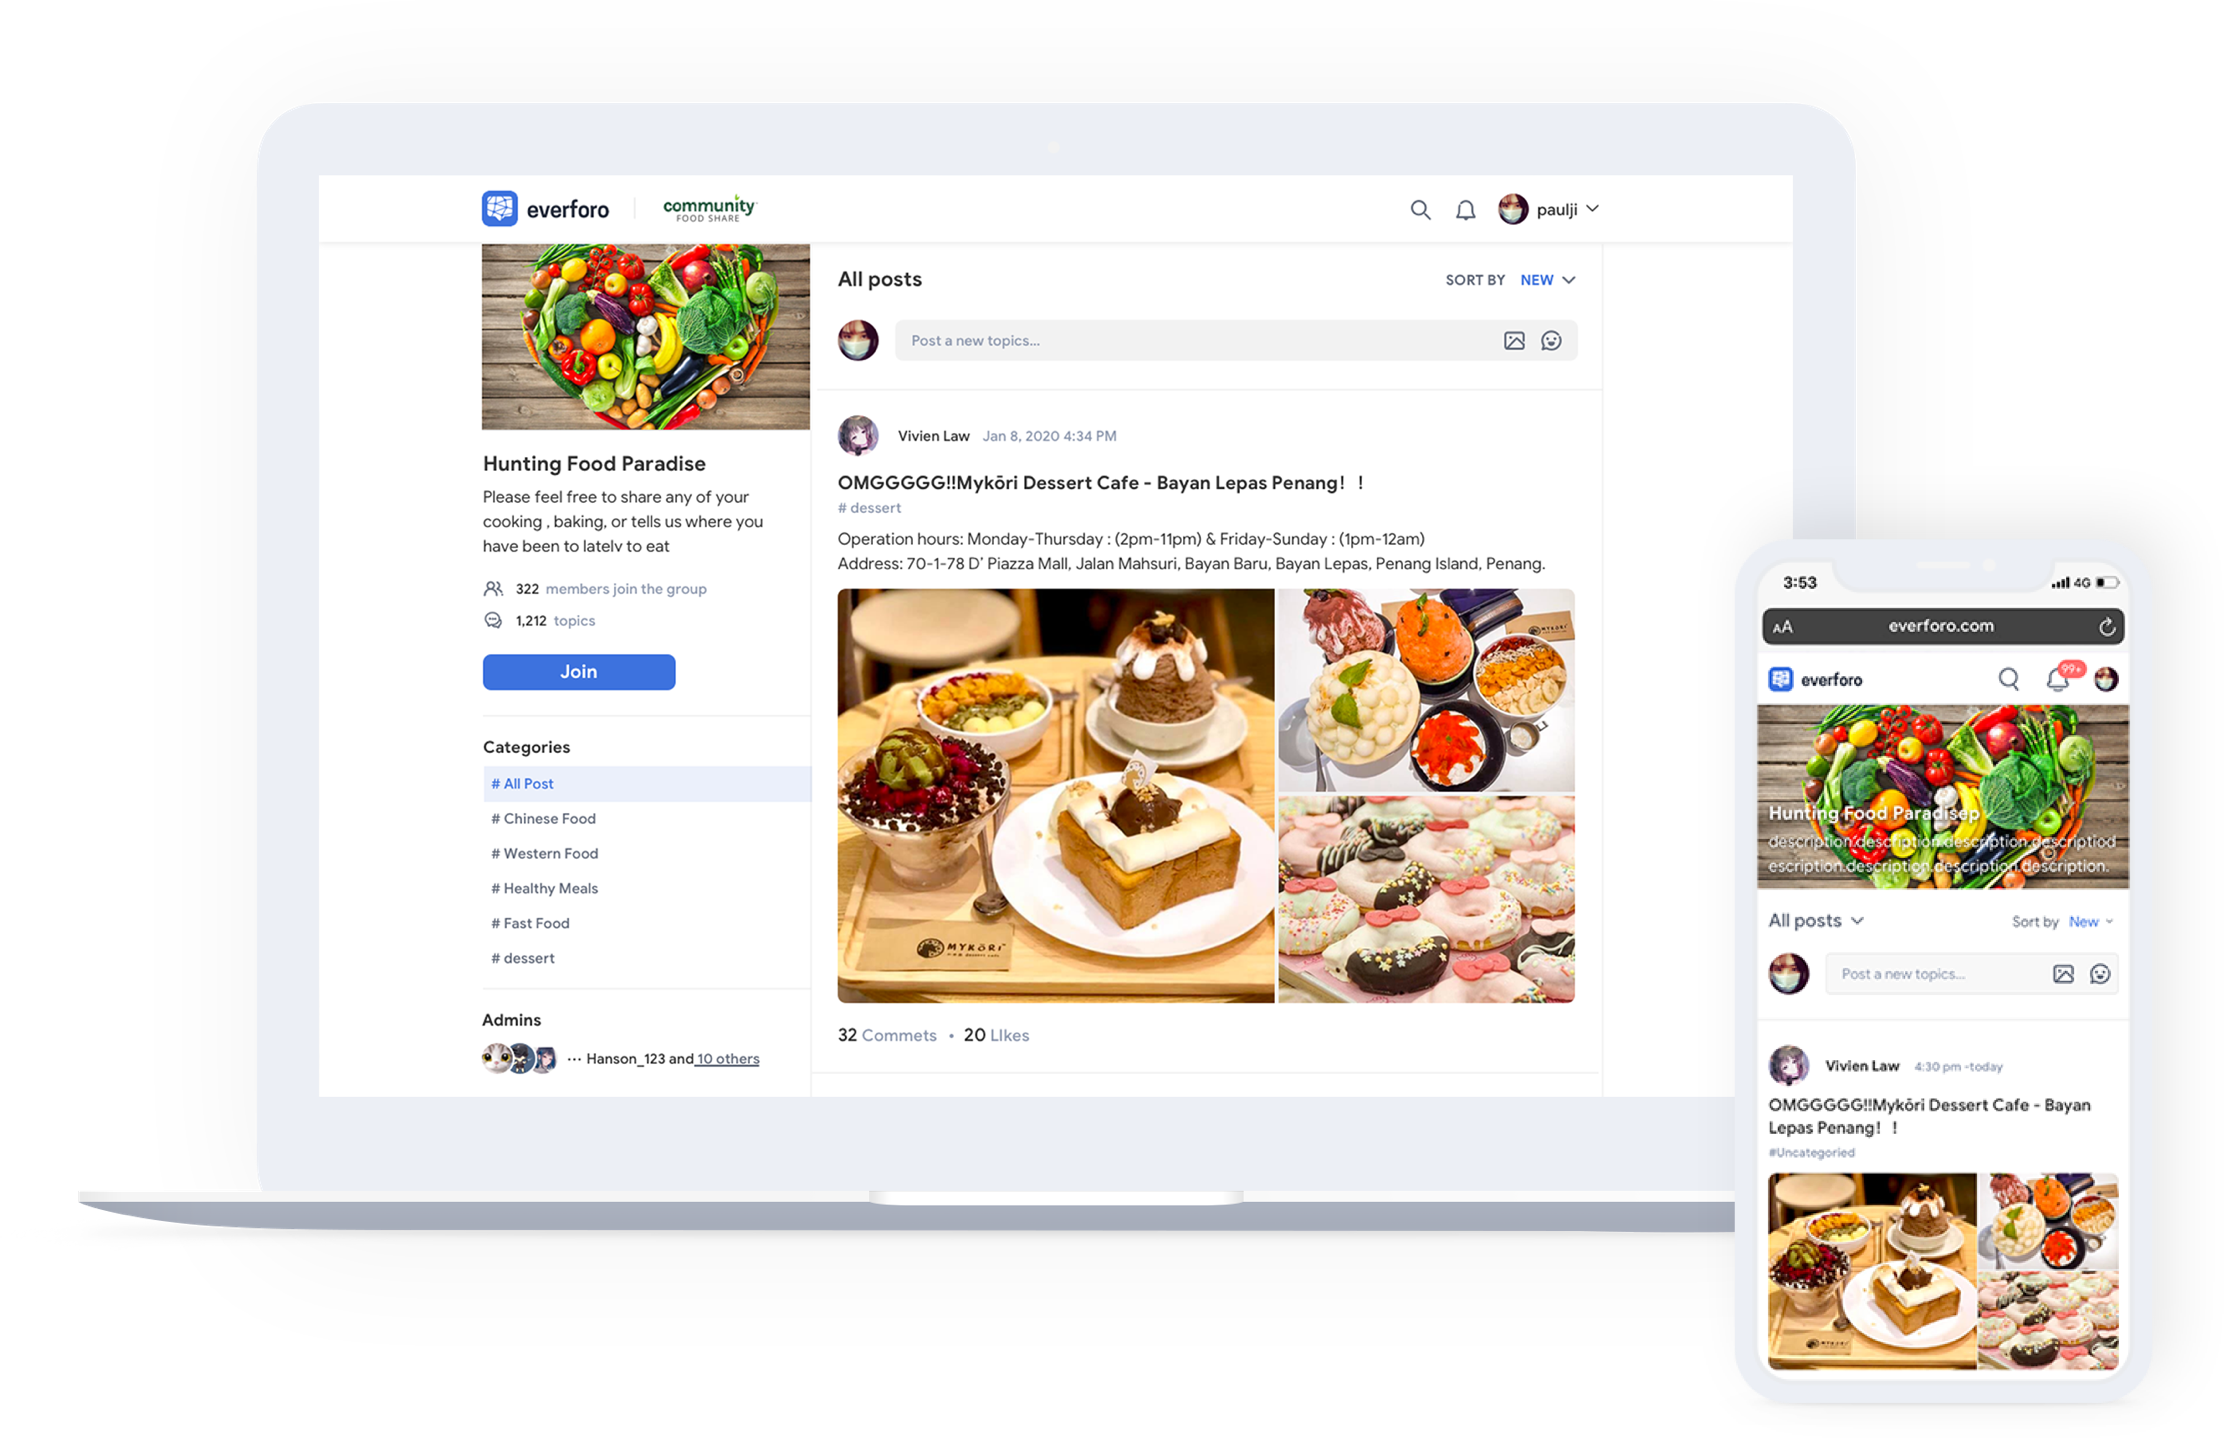 everforo
community
FOOD SHARE
paulji
Hunting Food Paradise
Please feel free to share any of your
cooking , baking, or tells us where you
have been to lately to eat
322 members join the group
1,212 topics
Join
Categories
# All Post
# Chinese Food
# Western Food
# Healthy Meals
# Fast Food
# dessert
Admins
··· Hanson_123 and 10 others
All posts
SORT BY NEW
Post a new topics...
Vivien Law Jan 8, 2020 4:34 PM
OMGGGGG!!Mykōri Dessert Cafe - Bayan Lepas Penang！！
# dessert
Operation hours: Monday-Thursday : (2pm-11pm) & Friday-Sunday : (1pm-12am)
Address: 70-1-78 D’ Piazza Mall, Jalan Mahsuri, Bayan Baru, Bayan Lepas, Penang Island, Penang.
MYKŌRI
MYKŌRI
32 Commets • 20 LIkes
3:53 4G
AA everforo.com
everforo 99+
Hunting Food Paradisep
description.description.description.descriptiod
escription.description.description.description.
All posts Sort by New
Post a new topics...
Vivien Law 4:30 pm -today
OMGGGGG!!Mykōri Dessert Cafe - Bayan
Lepas Penang！！
#Uncategoried
MYKŌRI